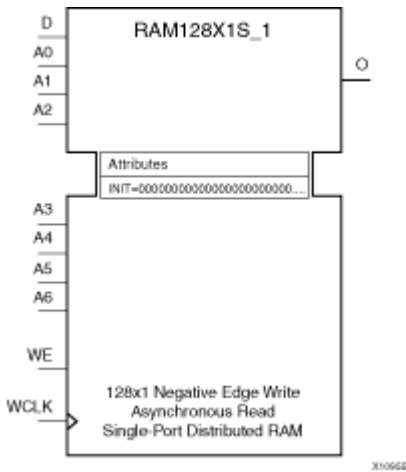 D
RAM128X1S_1
A0
O
A1
A2
Attributes
INIT=00000000000000000000000....
A3
A4
A5
A6
WE
WCLK
128x1 Negative Edge Write
Asynchronous Read
Single-Port Distributed RAM